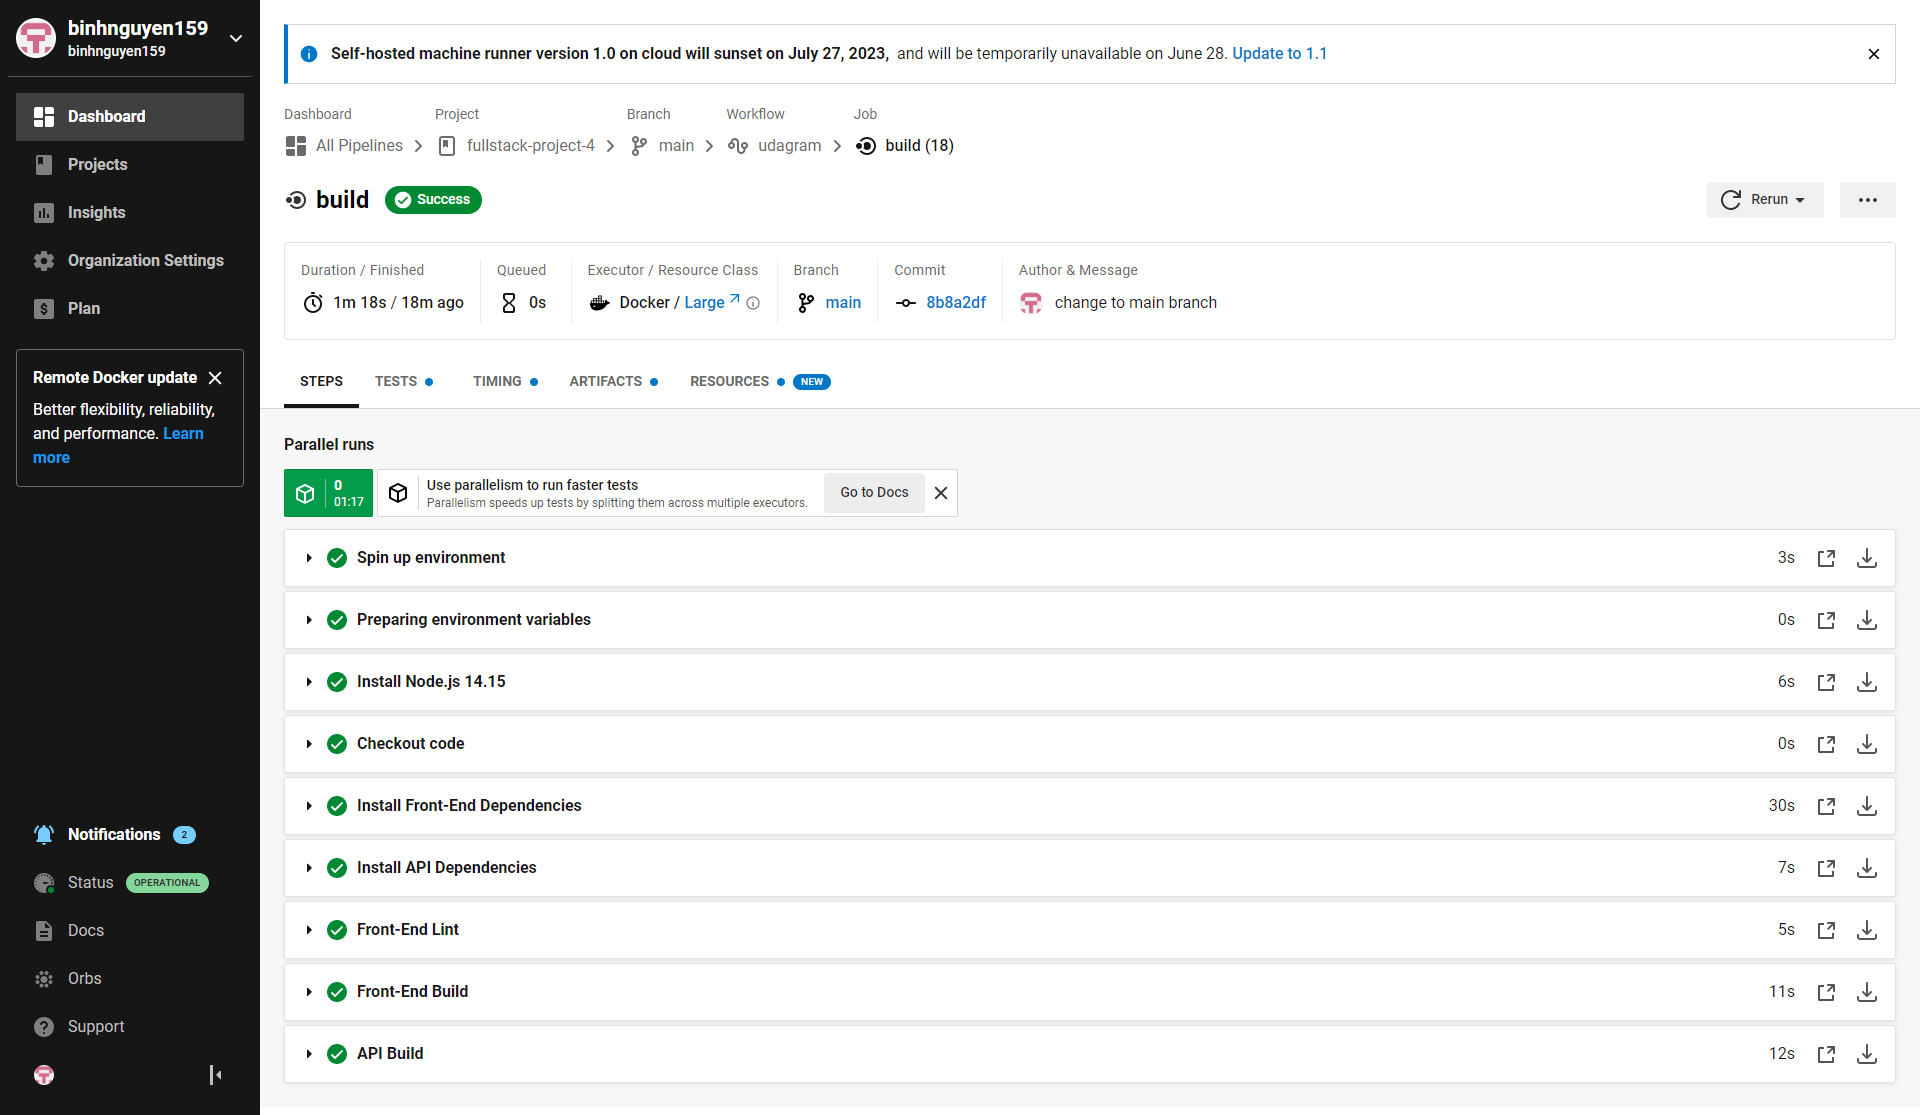 binhnguyen159
binhnguyen159
Dashboard
Projects
Insights
Organization Settings
Plan
Remote Docker update
Better flexibility, reliability,
and performance. Learn
more
Notifications 2
Status OPERATIONAL
Docs
Orbs
Support
Self-hosted machine runner version 1.0 on cloud will sunset on July 27, 2023, and will be temporarily unavailable on June 28. Update to 1.1
Dashboard Project Branch Workflow Job
All Pipelines fullstack-project-4 main udagram build (18)
build Success Rerun
Duration / Finished Queued Executor / Resource Class Branch Commit Author & Message
1m 18s / 18m ago 0s Docker / Large main 8b8a2df change to main branch
STEPS TESTS TIMING ARTIFACTS RESOURCES NEW
Parallel runs
0
01:17
Use parallelism to run faster tests
Parallelism speeds up tests by splitting them across multiple executors.
Go to Docs
Spin up environment 3s
Preparing environment variables 0s
Install Node.js 14.15 6s
Checkout code 0s
Install Front-End Dependencies 30s
Install API Dependencies 7s
Front-End Lint 5s
Front-End Build 11s
API Build 12s